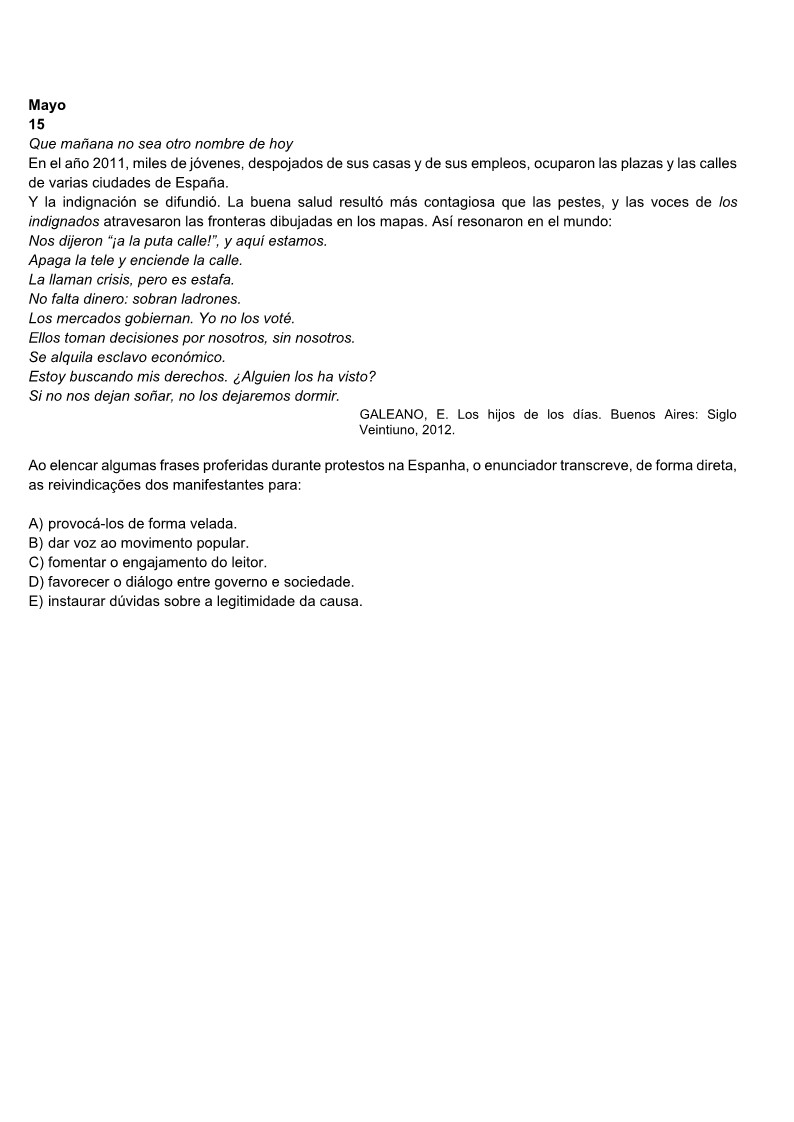 Mayo
15
Que mañana no sea otro nombre de hoy
En el año 2011, miles de jóvenes, despojados de sus casas y de sus empleos, ocuparon las plazas y las calles
de varias ciudades de España.
Y la indignación se difundió. La buena salud resultó más contagiosa que las pestes, y las voces de los
indignados atravesaron las fronteras dibujadas en los mapas. Así resonaron en el mundo:
Nos dijeron “¡a la puta calle!”, y aquí estamos.
Apaga la tele y enciende la calle.
La llaman crisis, pero es estafa.
No falta dinero: sobran ladrones.
Los mercados gobiernan. Yo no los voté.
Ellos toman decisiones por nosotros, sin nosotros.
Se alquila esclavo económico.
Estoy buscando mis derechos. ¿Alguien los ha visto?
Si no nos dejan soñar, no los dejaremos dormir.
GALEANO, E. Los hijos de los días. Buenos Aires: Siglo
Veintiuno, 2012.
Ao elencar algumas frases proferidas durante protestos na Espanha, o enunciador transcreve, de forma direta,
as reivindicações dos manifestantes para:
A) provocá-los de forma velada.
B) dar voz ao movimento popular.
C) fomentar o engajamento do leitor.
D) favorecer o diálogo entre governo e sociedade.
E) instaurar dúvidas sobre a legitimidade da causa.